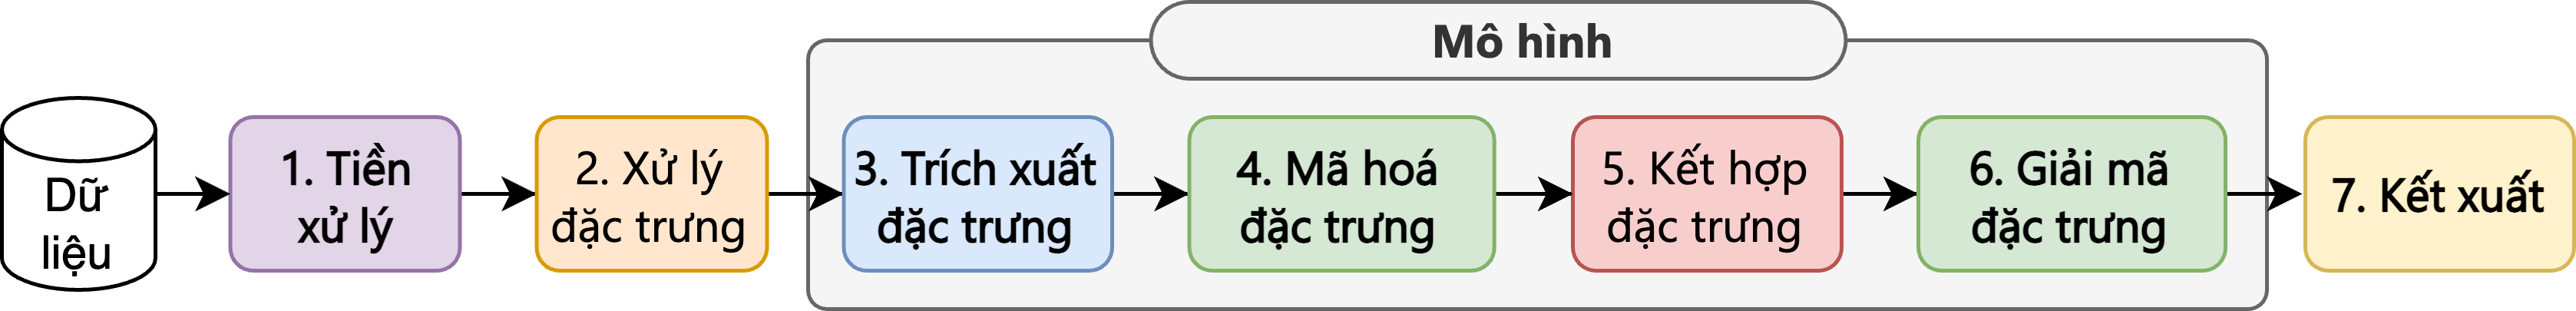 Mô hình
Dữ
liệu
1. Tiền
xử lý
2. Xử lý
đặc trưng
3. Trích xuất
đặc trưng
4. Mã hoá
đặc trưng
5. Kết hợp
đặc trưng
6. Giải mã
đặc trưng
7. Kết xuất